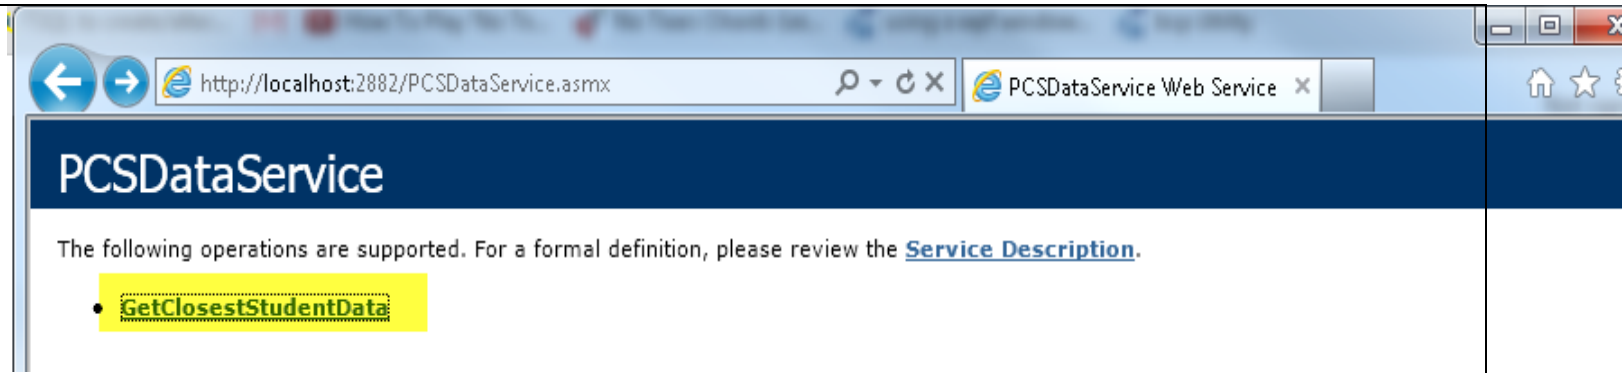 http://localhost:2882/PCSDataService.asmx
PCSDataService Web Service
PCSDataService
The following operations are supported. For a formal definition, please review the Service Description.
GetClosestStudentData